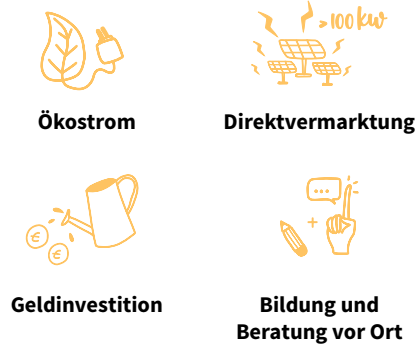 > 100 kW
Ökostrom
Direktvermarktung
€
€
+
Geldinvestition
Bildung und
Beratung vor Ort